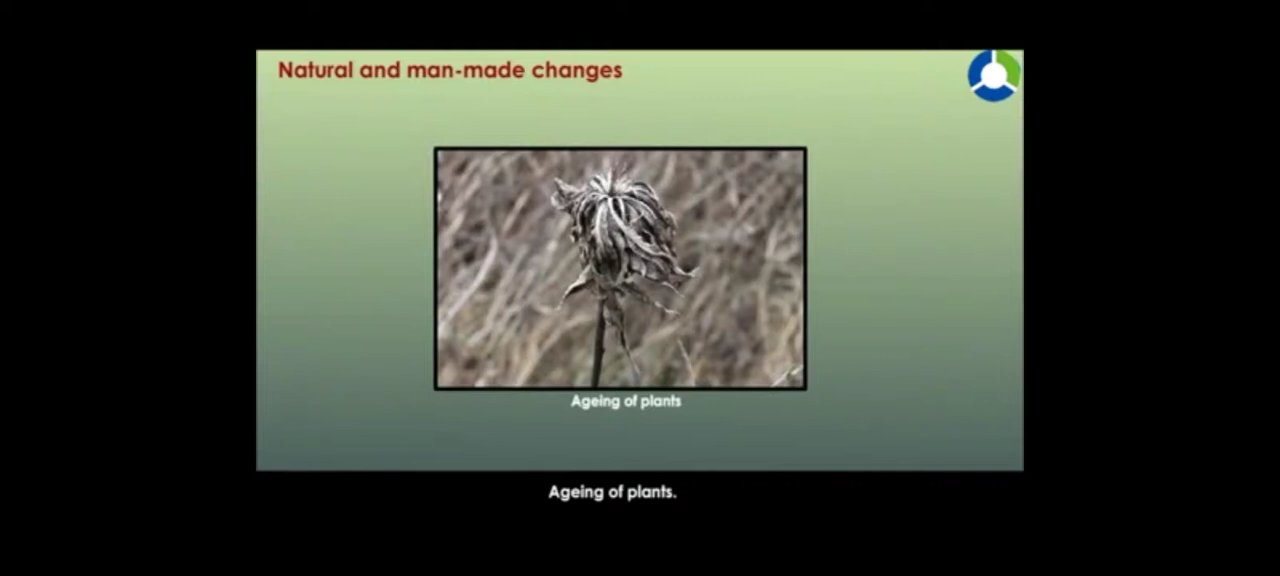 Natural and man-made changes
Ageing of plants
Ageing of plants.